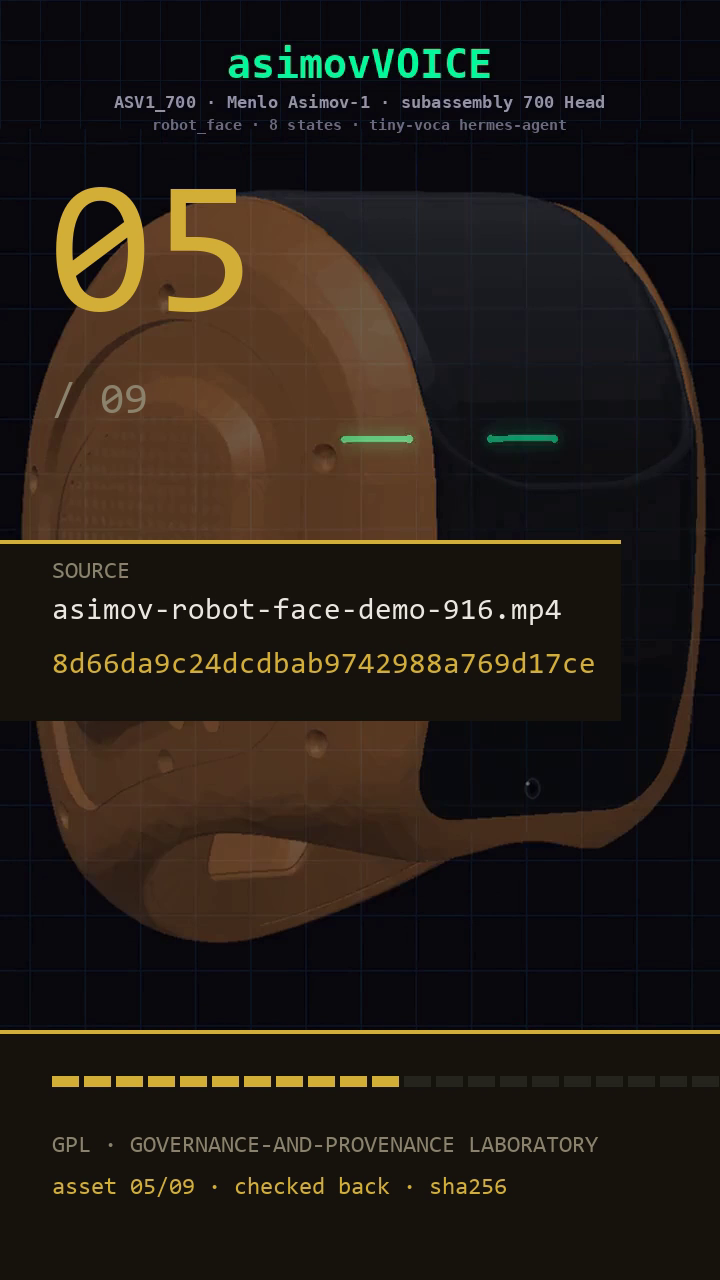 asimovVOICE
ASV1_700 · Menlo Asimov-1 · subassembly 700 Head
robot_face · 8 states · tiny-voca hermes-agent
05
/ 09
SOURCE
asimov-robot-face-demo-916.mp4
8d66da9c24dcdbab9742988a769d17ce
GPL · GOVERNANCE-AND-PROVENANCE LABORATORY
asset 05/09 · checked back · sha256